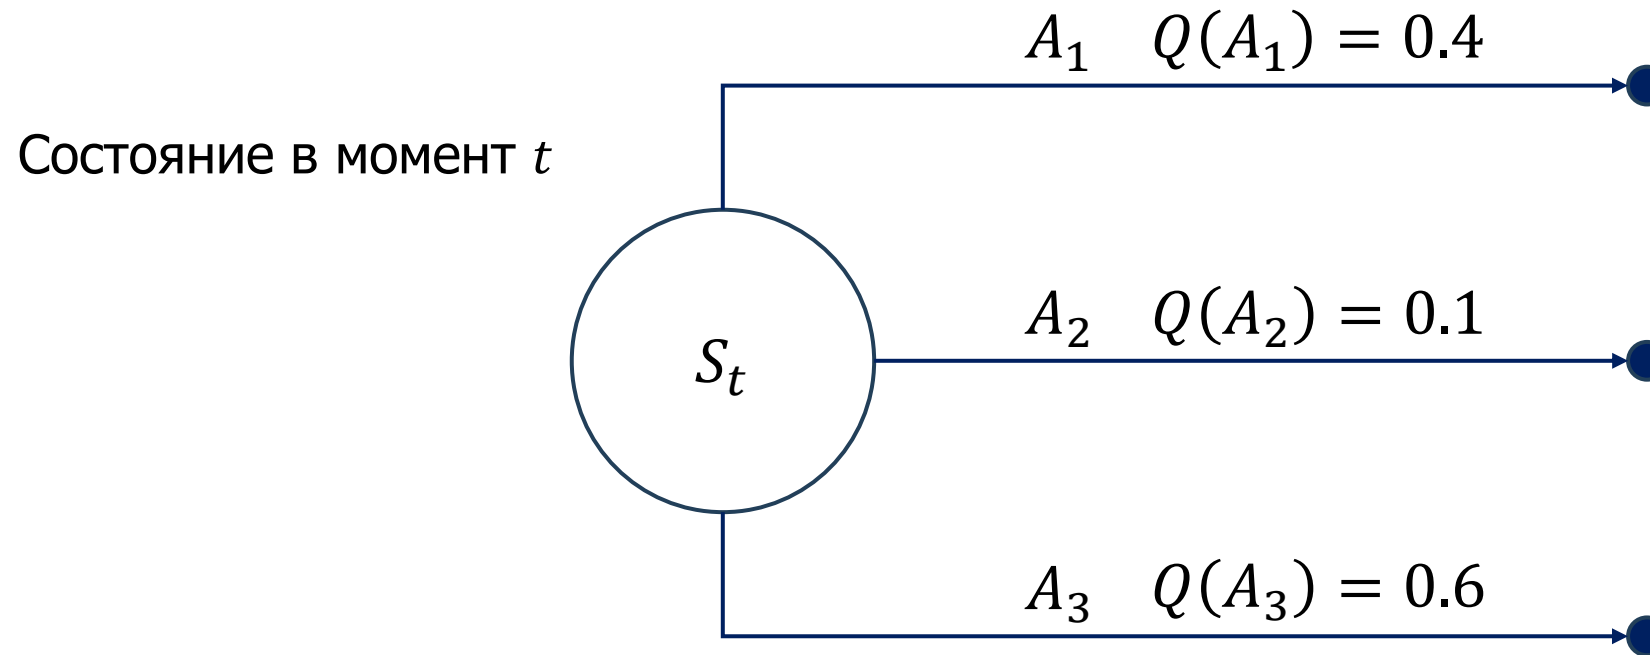 A₁ Q(A₁) = 0.4
Состояние в момент t
A₂ Q(A₂) = 0.1
Sₜ
A₃ Q(A₃) = 0.6